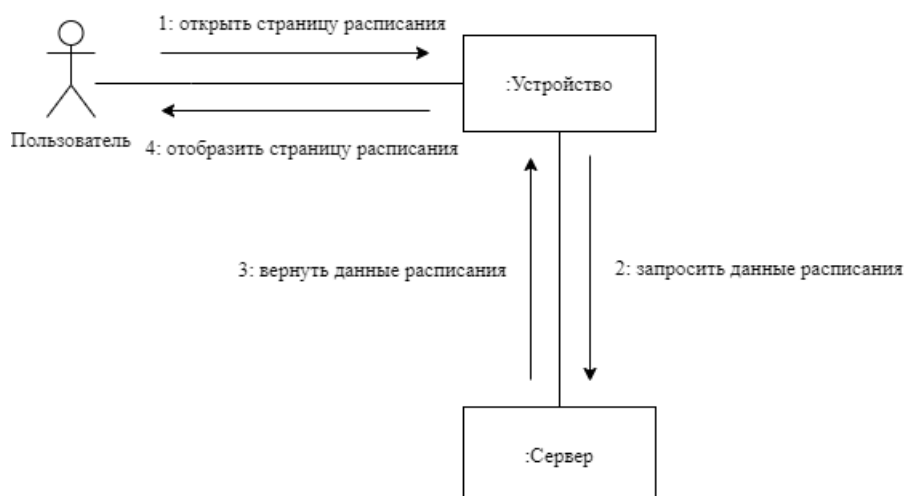 1: открыть страницу расписания
:Устройство
Пользователь
4: отобразить страницу расписания
3: вернуть данные расписания
2: запросить данные расписания
:Сервер